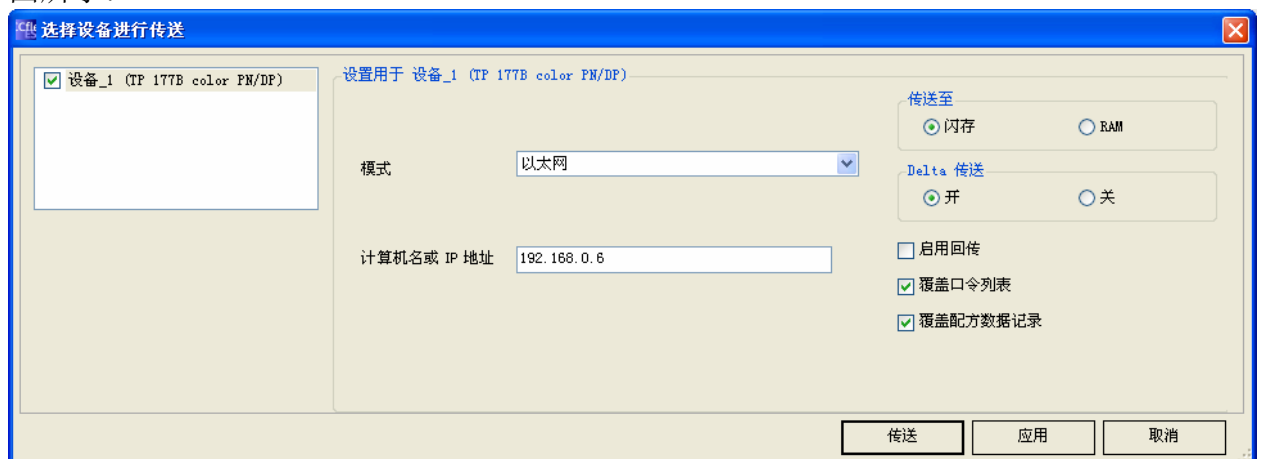 选择设备进行传送
设备_1 (TP 177B color PN/DP)
设置用于 设备_1 (TP 177B color PN/DP)
传送至
闪存
RAM
模式
以太网
Delta 传送
开
关
计算机名或 IP 地址
192.168.0.6
启用回传
覆盖口令列表
覆盖配方数据记录
传送
应用
取消